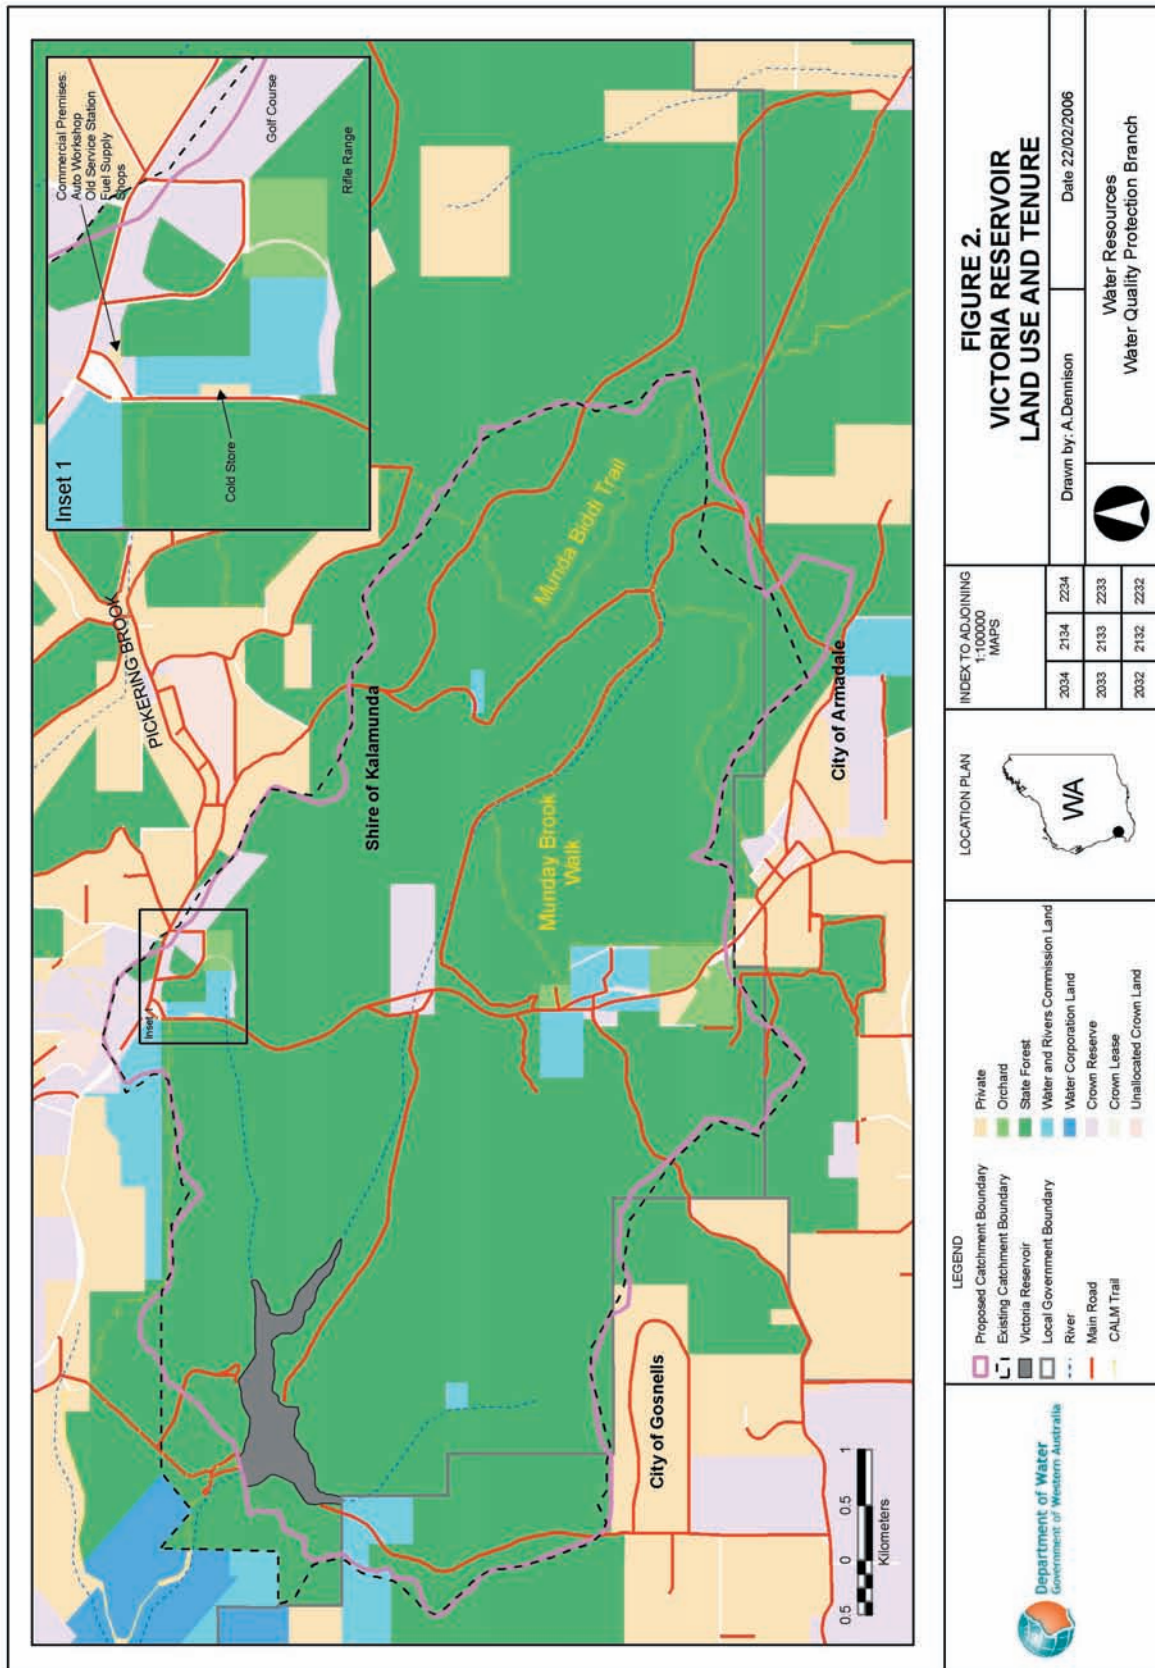 Inset 1
Commercial Premises:
Auto Workshop
Old Service Station
Fuel Supply
Shops
Golf Course
Rifle Range
Cold Store
PICKERING BROOK
Inset 1
Shire of Kalamunda
Munda Biddi Trail
Munday Brook
Walk
City of Armadale
City of Gosnells
0.5 0 0.5 1
Kilometers
Department of Water
Government of Western Australia
LEGEND
Proposed Catchment Boundary
Existing Catchment Boundary
Victoria Reservoir
Local Government Boundary
River
Main Road
CALM Trail
Private
Orchard
State Forest
Water and Rivers Commission Land
Water Corporation Land
Crown Reserve
Crown Lease
Unallocated Crown Land
LOCATION PLAN
WA
INDEX TO ADJOINING
1:100000
MAPS
2034 2134 2234
2033 2133 2233
2032 2132 2232
FIGURE 2.
VICTORIA RESERVOIR
LAND USE AND TENURE
Drawn by: A.Dennison
Date 22/02/2006
Water Resources
Water Quality Protection Branch